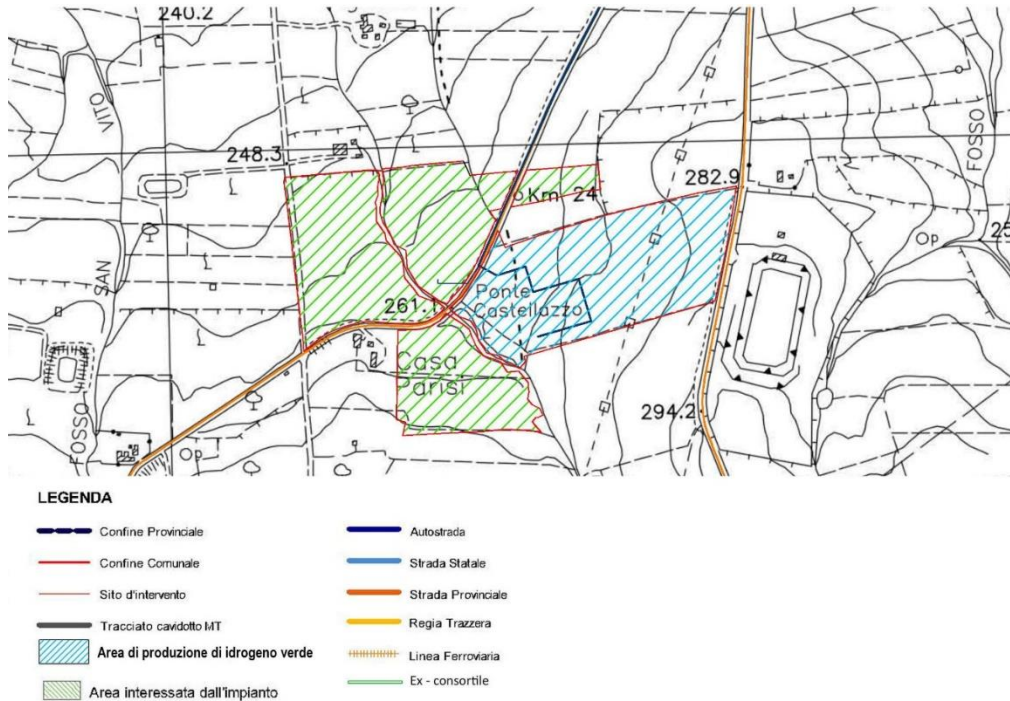 240.2
VITO
248.3
FOSSO
282.9
Km 24
SAN
261.1
Ponte
Castellazzo
Op
25
Casa
Parisi
294.2
FOSSO
Op
LEGENDA
Confine Provinciale
Autostrada
Confine Comunale
Strada Statale
Sito d'intervento
Strada Provinciale
Tracciato cavidotto MT
Regia Trazzera
Area di produzione di idrogeno verde
Linea Ferroviaria
Area interessata dall'impianto
Ex - consortile